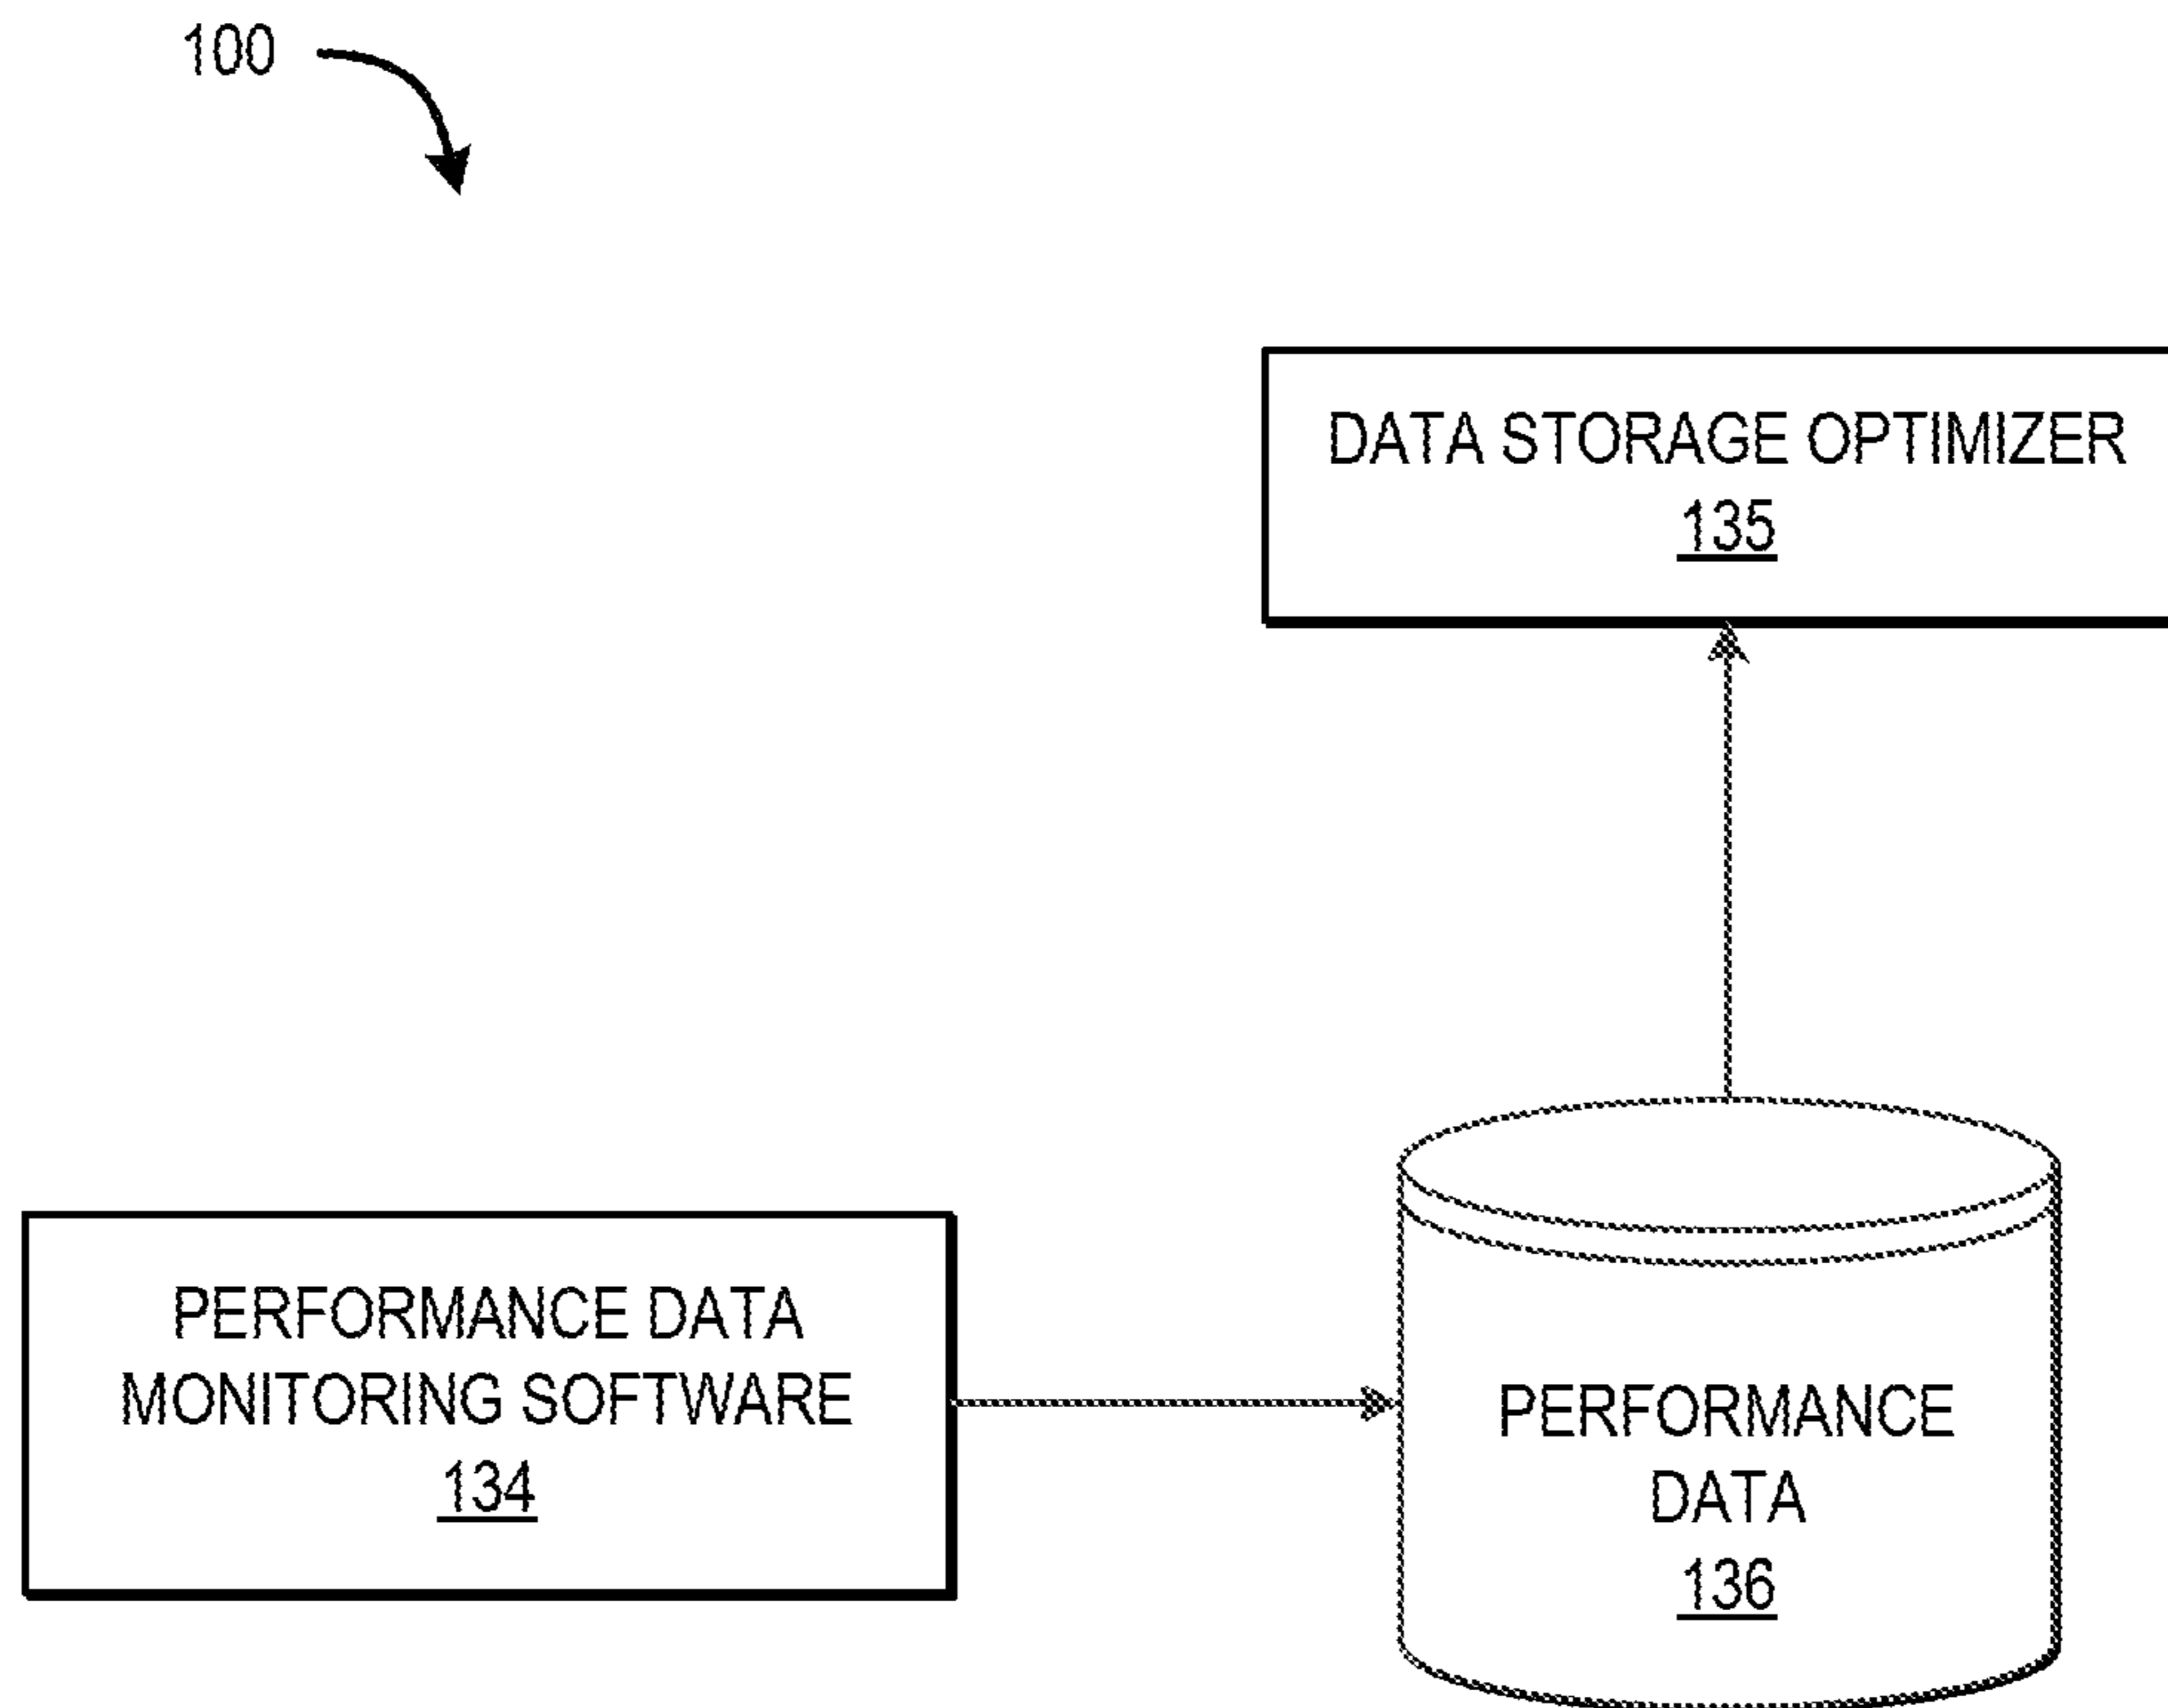 100
DATA STORAGE OPTIMIZER
135
PERFORMANCE DATA
MONITORING SOFTWARE
134
PERFORMANCE
DATA
136